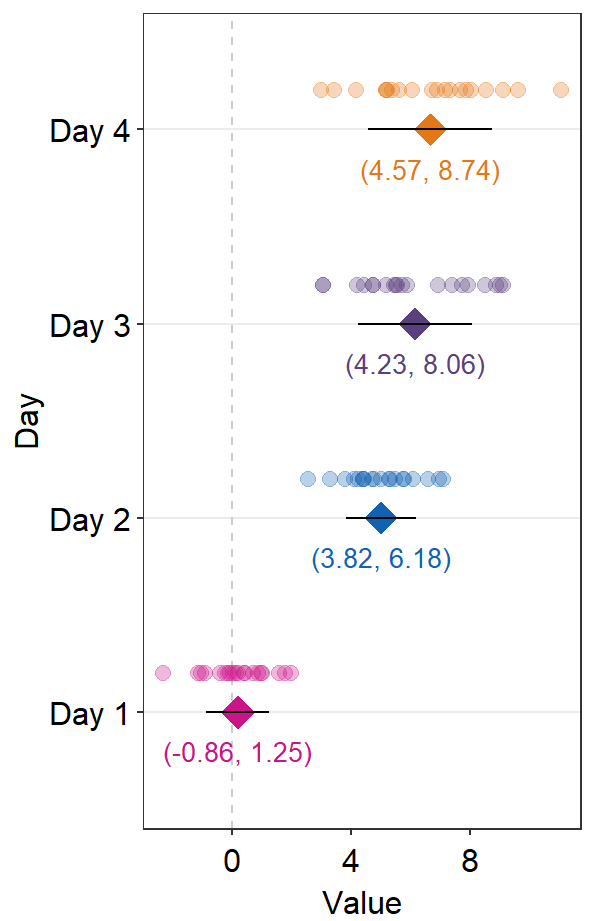 Day 4
(4.57, 8.74)
Day 3
(4.23, 8.06)
Day
Day 2
(3.82, 6.18)
Day 1
(-0.86, 1.25)
0 4 8
Value